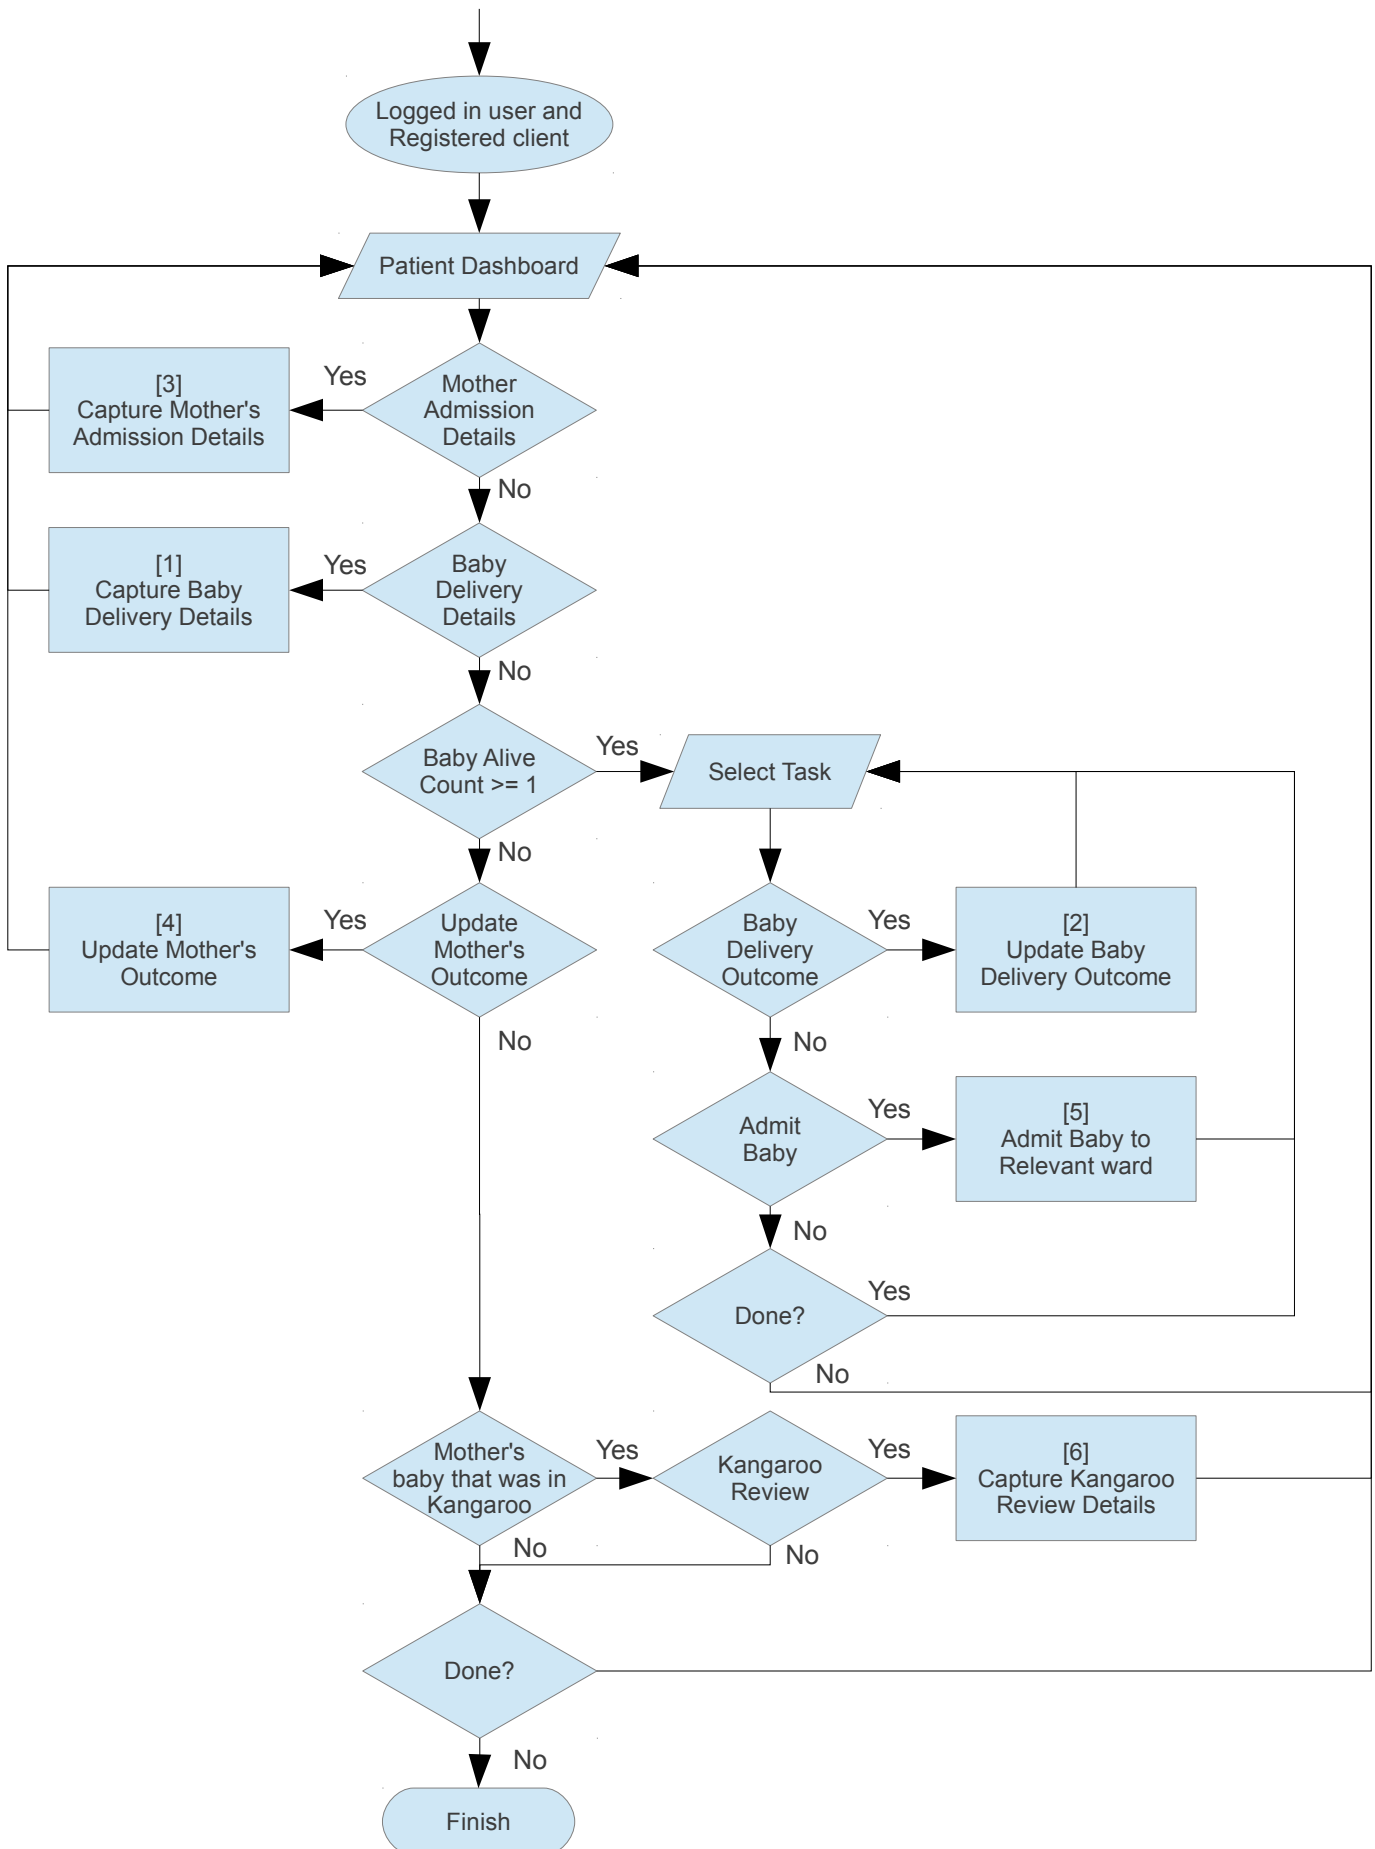 Logged in user and
Registered client
Patient Dashboard
[3]
Capture Mother's
Admission Details
Yes
Mother
Admission
Details
No
[1]
Capture Baby
Delivery Details
Yes
Baby
Delivery
Details
No
Baby Alive
Count >= 1
Yes
Select Task
No
[4]
Update Mother's
Outcome
Yes
Update
Mother's
Outcome
No
Baby
Delivery
Outcome
Yes
[2]
Update Baby
Delivery Outcome
No
Admit
Baby
Yes
[5]
Admit Baby to
Relevant ward
No
Done?
Yes
No
Mother's
baby that was in
Kangaroo
Yes
Kangaroo
Review
Yes
[6]
Capture Kangaroo
Review Details
No
No
Done?
No
Finish